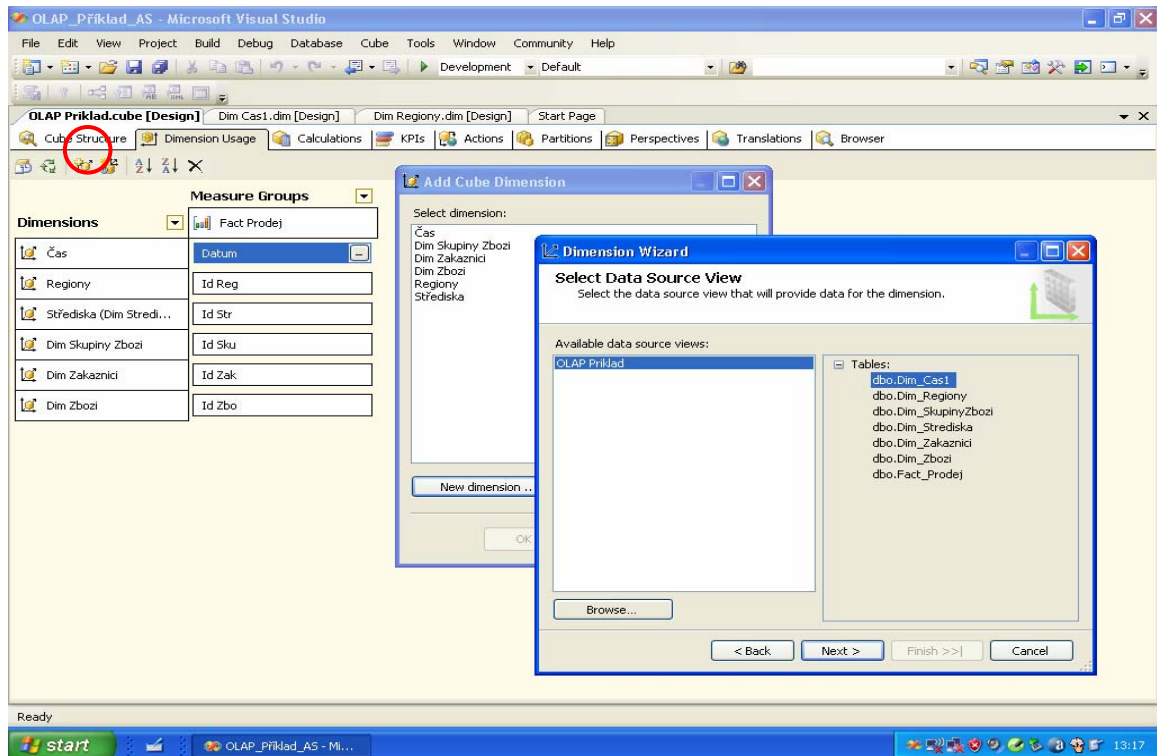 OLAP_Příklad_AS - Microsoft Visual Studio
File Edit View Project Build Debug Database Cube Tools Window Community Help
Development Default
OLAP Priklad.cube [Design] Dim Cas1.dim [Design] Dim Regiony.dim [Design] Start Page
Cube Structure Dimension Usage Calculations KPIs Actions Partitions Perspectives Translations Browser
Measure Groups
Dimensions Fact Prodej
Čas Datum
Regiony Id Reg
Střediska (Dim Stredi... Id Str
Dim Skupiny Zbozi Id Sku
Dim Zakaznici Id Zak
Dim Zbozi Id Zbo
Add Cube Dimension
Select dimension:
Čas
Dim Skupiny Zbozi
Dim Zakaznici
Dim Zbozi
Regiony
Střediska
New dimension ..
OK
Dimension Wizard
Select Data Source View
Select the data source view that will provide data for the dimension.
Available data source views:
OLAP Priklad
Tables:
dbo.Dim_Cas1
dbo.Dim_Regiony
dbo.Dim_SkupinyZbozi
dbo.Dim_Strediska
dbo.Dim_Zakaznici
dbo.Dim_Zbozi
dbo.Fact_Prodej
Browse...
< Back Next > Finish >>| Cancel
Ready
start OLAP_Příklad_AS - Mi... 13:17